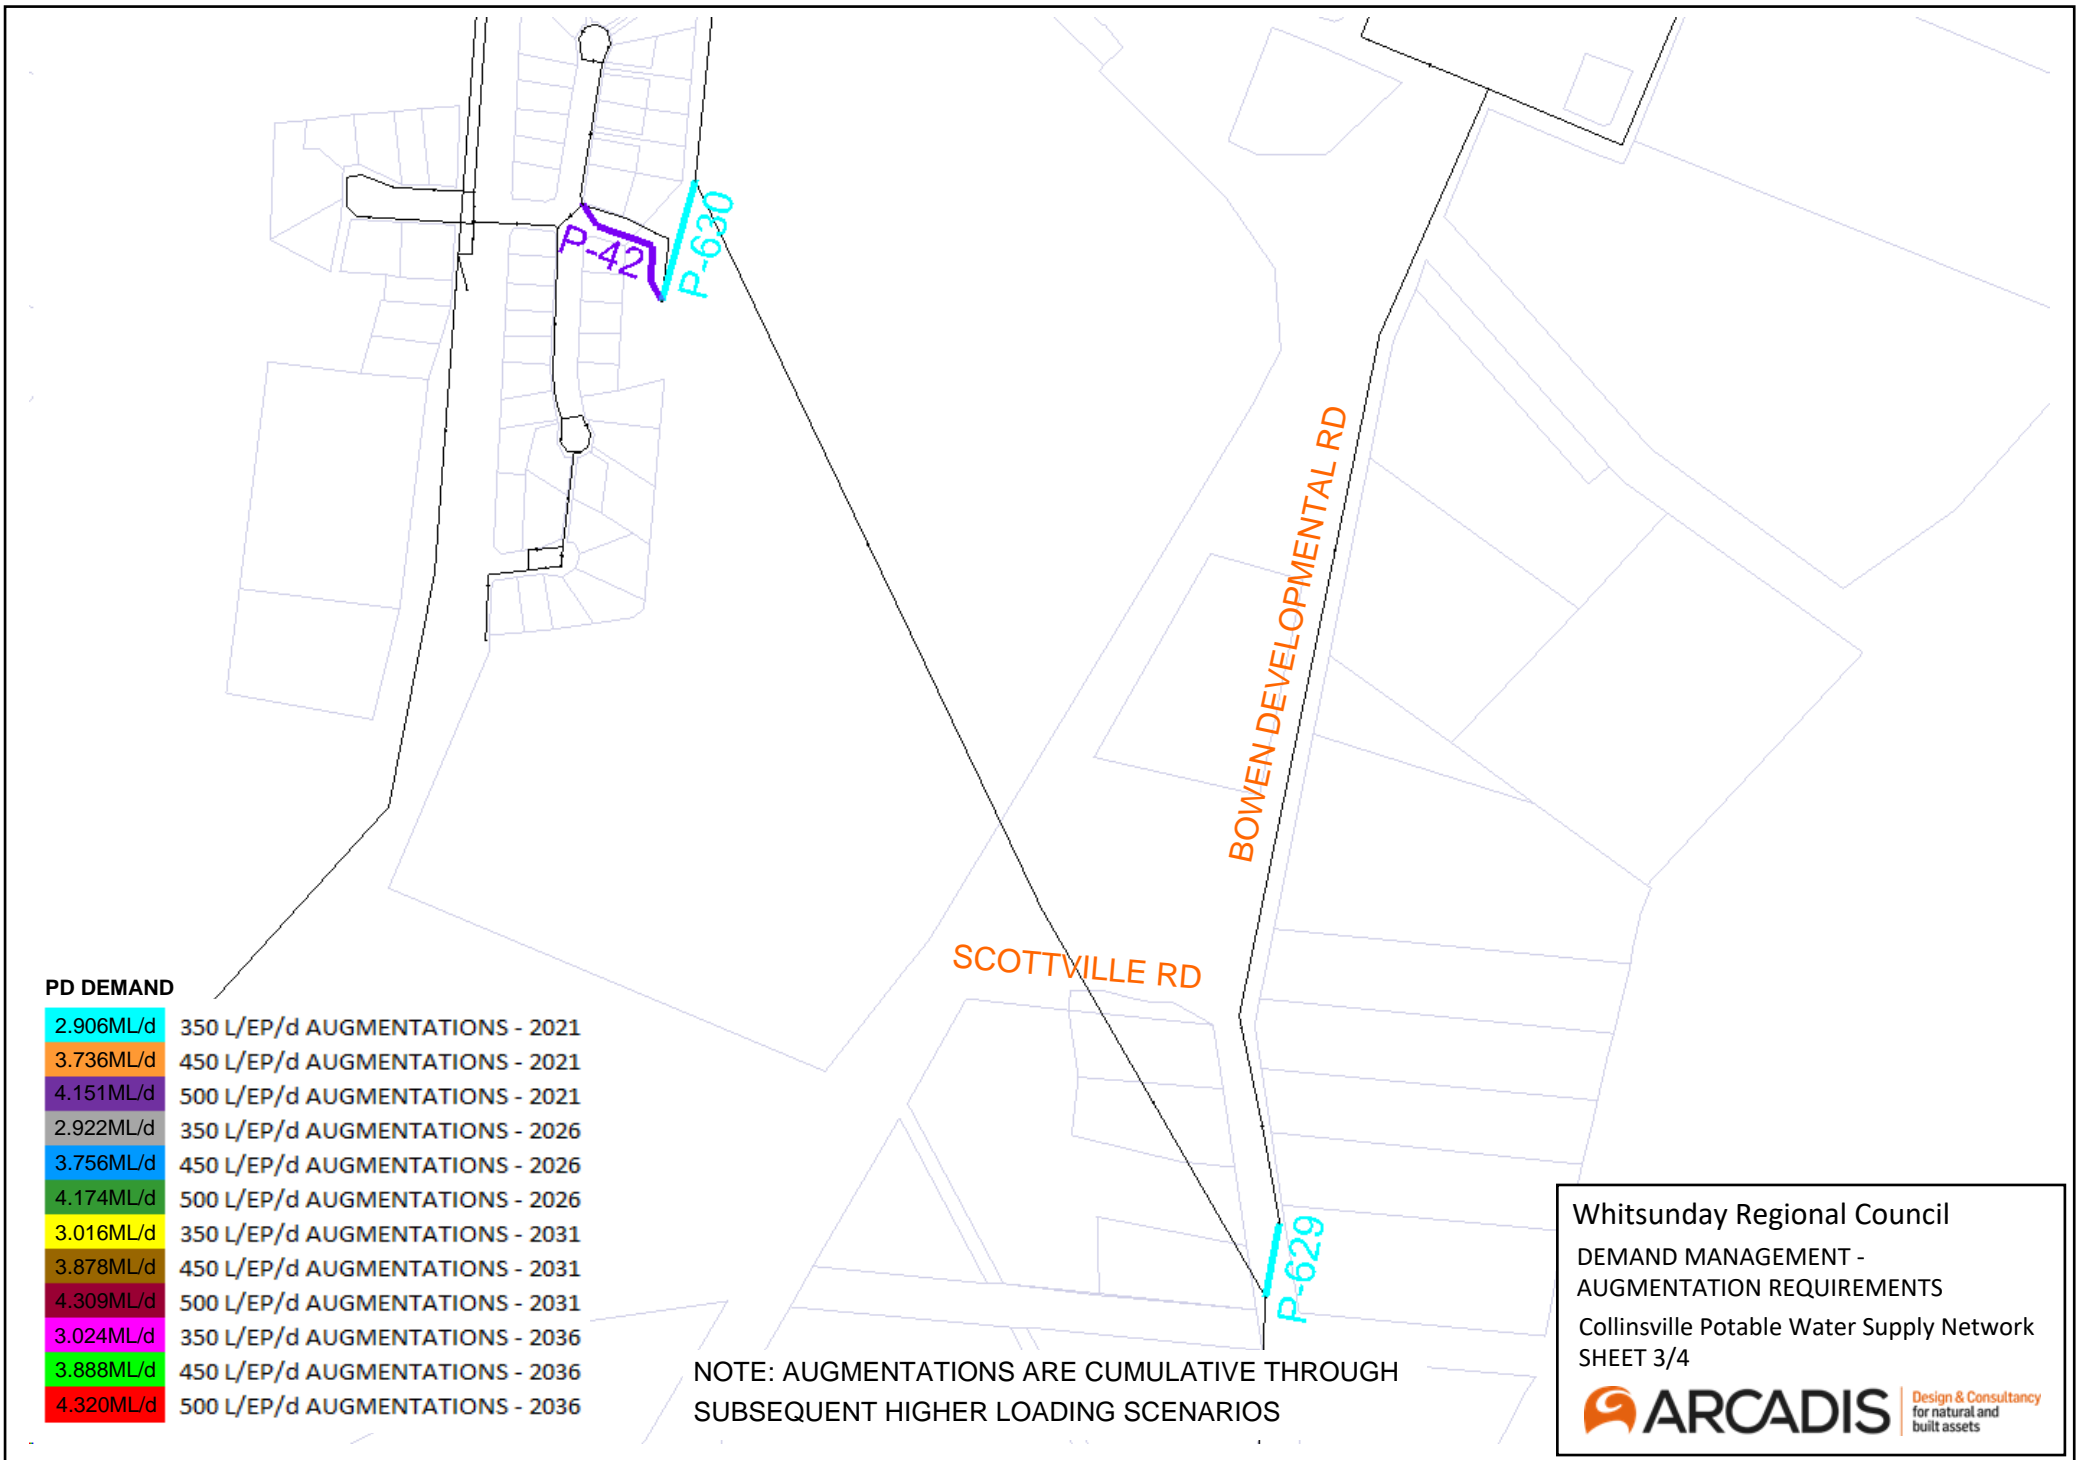 P-630
P-42
BOWEN DEVELOPMENTAL RD
SCOTTVILLE RD
P-629
PD DEMAND
2.906ML/d 350 L/EP/d AUGMENTATIONS - 2021
3.736ML/d 450 L/EP/d AUGMENTATIONS - 2021
4.151ML/d 500 L/EP/d AUGMENTATIONS - 2021
2.922ML/d 350 L/EP/d AUGMENTATIONS - 2026
3.756ML/d 450 L/EP/d AUGMENTATIONS - 2026
4.174ML/d 500 L/EP/d AUGMENTATIONS - 2026
3.016ML/d 350 L/EP/d AUGMENTATIONS - 2031
3.878ML/d 450 L/EP/d AUGMENTATIONS - 2031
4.309ML/d 500 L/EP/d AUGMENTATIONS - 2031
3.024ML/d 350 L/EP/d AUGMENTATIONS - 2036
3.888ML/d 450 L/EP/d AUGMENTATIONS - 2036
4.320ML/d 500 L/EP/d AUGMENTATIONS - 2036
NOTE: AUGMENTATIONS ARE CUMULATIVE THROUGH
SUBSEQUENT HIGHER LOADING SCENARIOS
Whitsunday Regional Council
DEMAND MANAGEMENT -
AUGMENTATION REQUIREMENTS
Collinsville Potable Water Supply Network
SHEET 3/4
ARCADIS
Design & Consultancy
for natural and
built assets